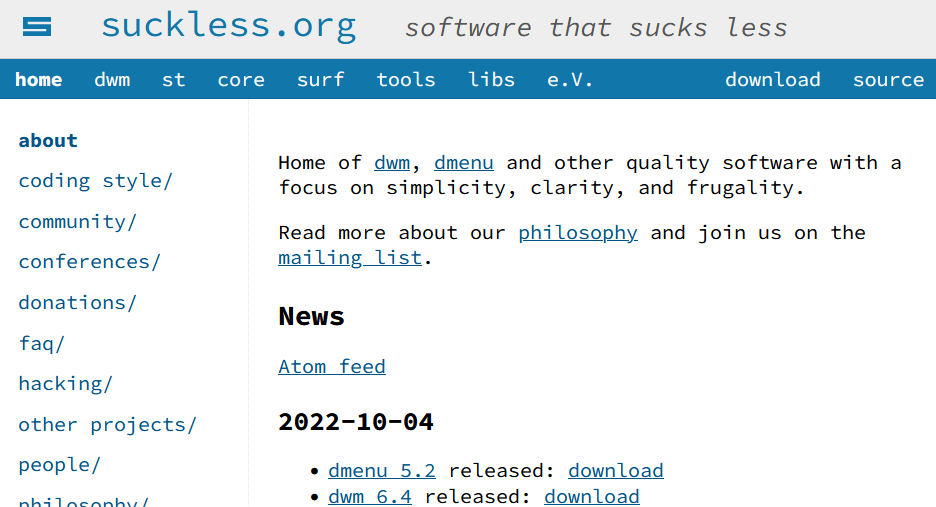 suckless.org software that sucks less
home dwm st core surf tools libs e.V. download source
about
coding style/
community/
conferences/
donations/
faq/
hacking/
other projects/
people/
philosophy/
Home of dwm, dmenu and other quality software with a
focus on simplicity, clarity, and frugality.
Read more about our philosophy and join us on the
mailing list.
News
Atom feed
2022-10-04
• dmenu 5.2 released: download
• dwm 6.4 released: download